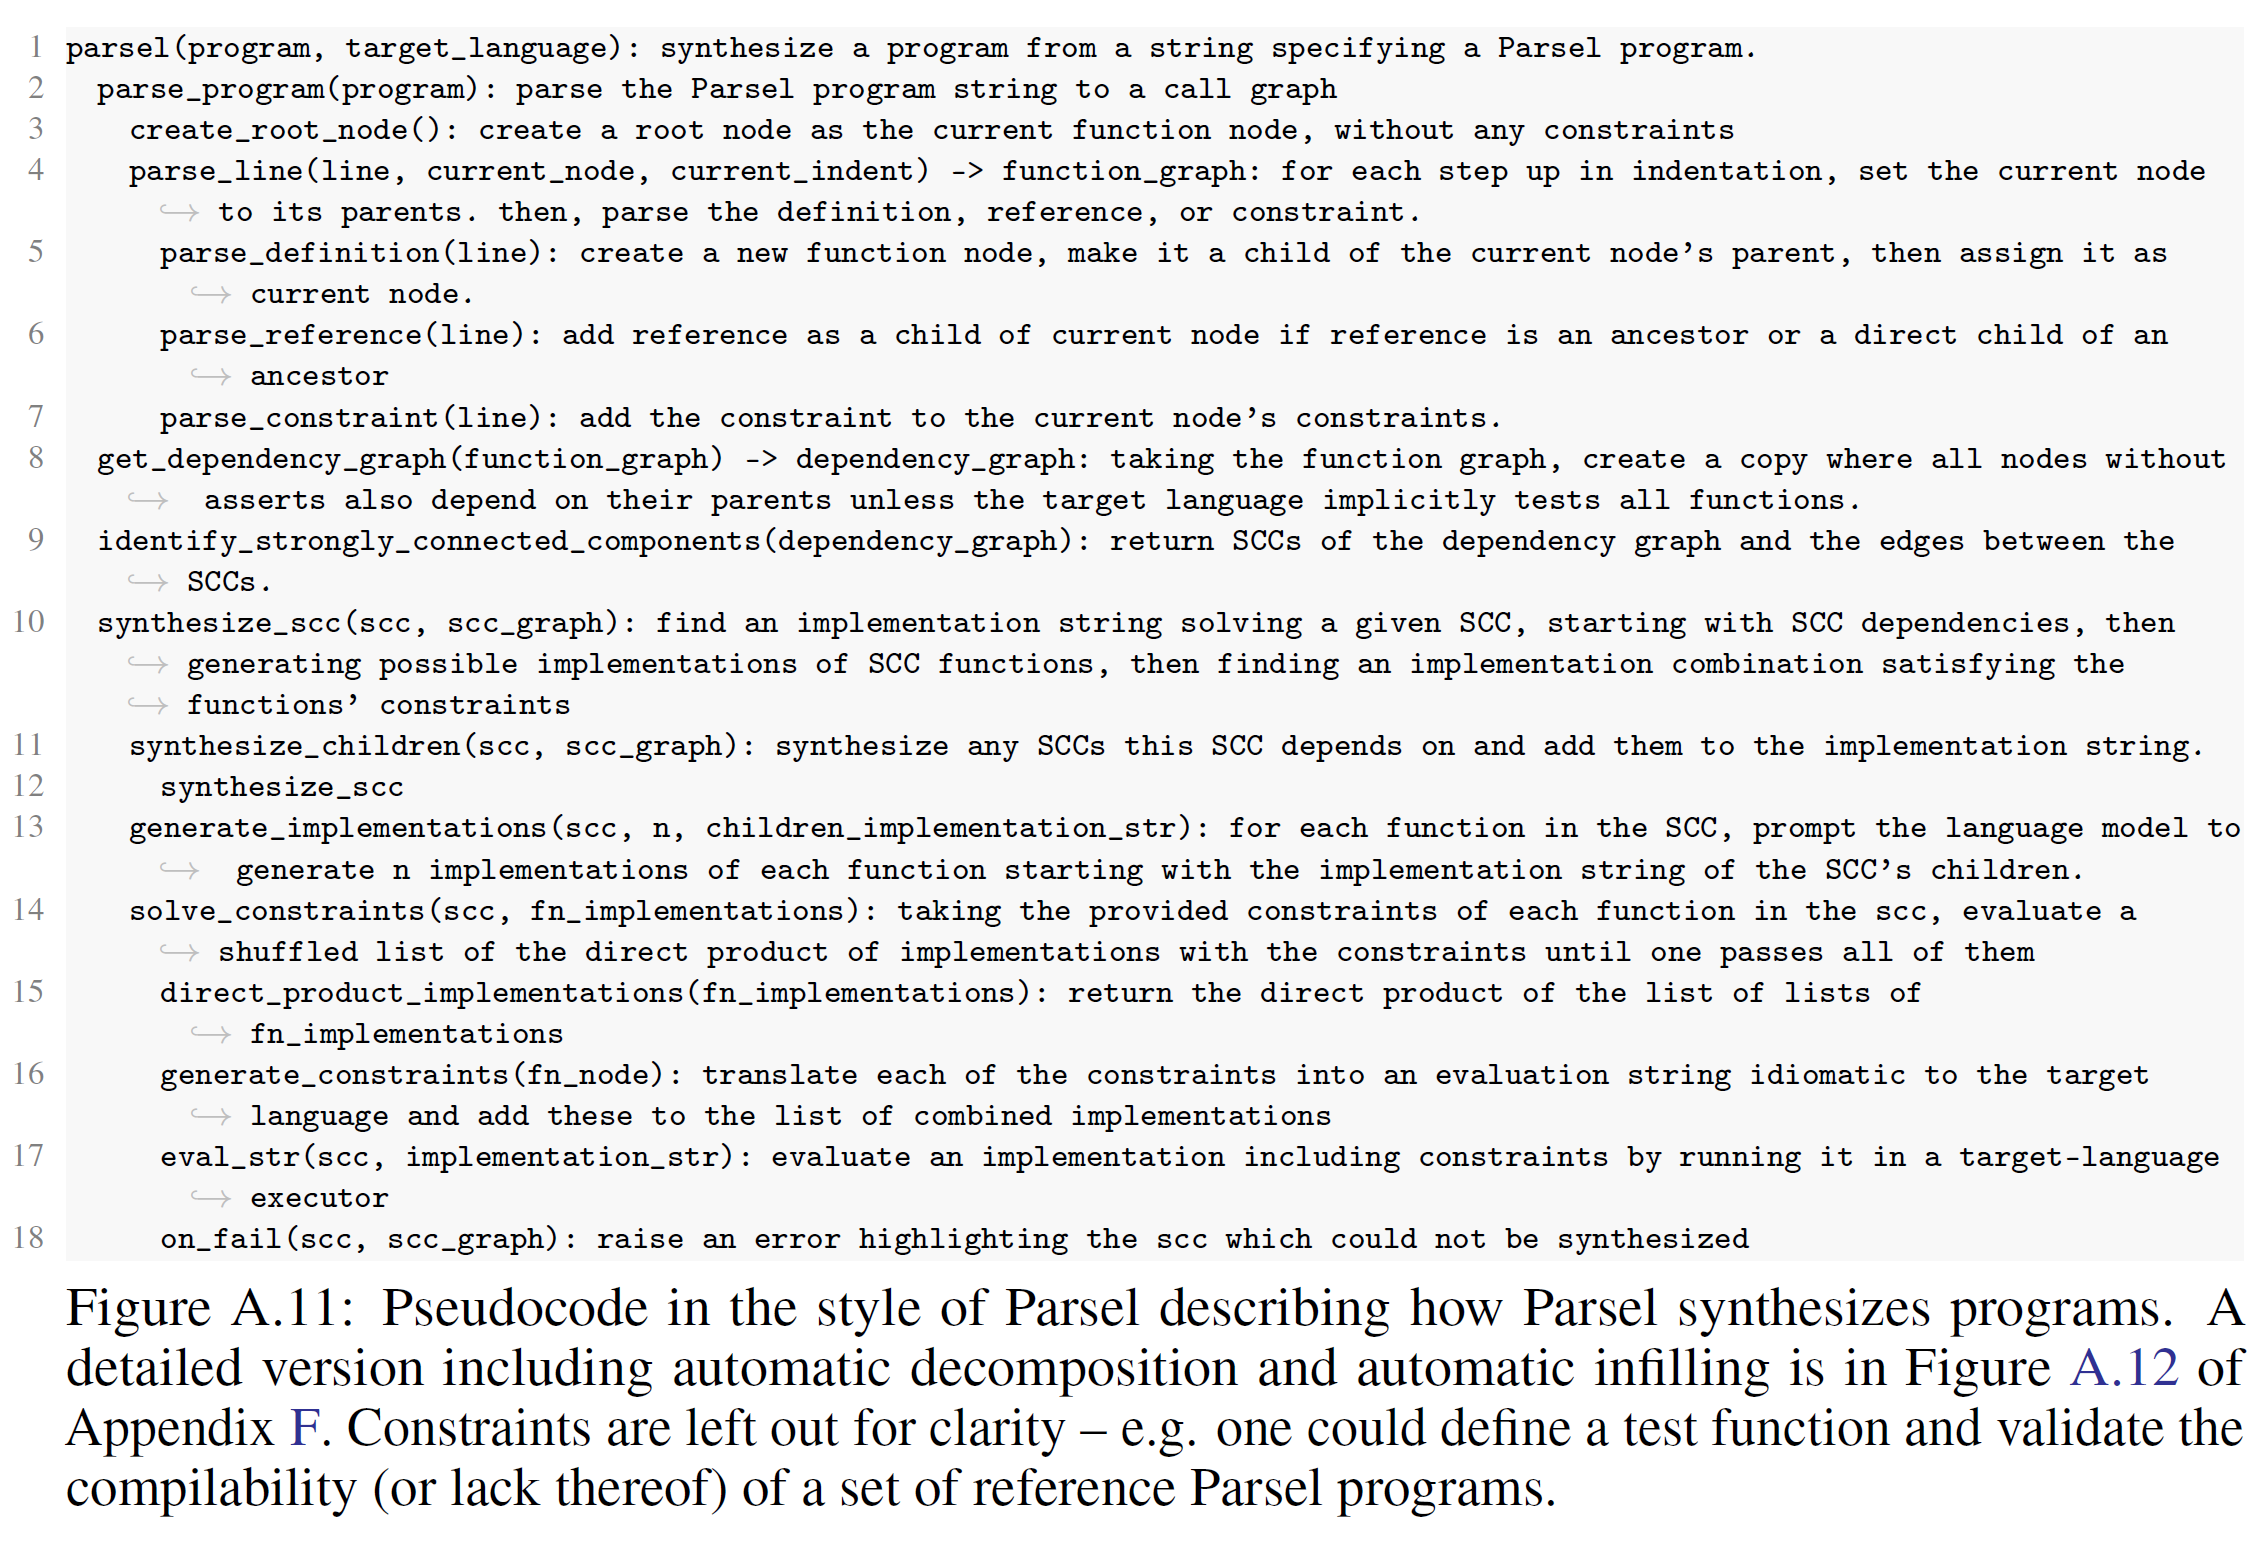 1 parsel(program, target_language): synthesize a program from a string specifying a Parsel program.
2 parse_program(program): parse the Parsel program string to a call graph
3 create_root_node(): create a root node as the current function node, without any constraints
4 parse_line(line, current_node, current_indent) -> function_graph: for each step up in indentation, set the current node
↪ to its parents. then, parse the definition, reference, or constraint.
5 parse_definition(line): create a new function node, make it a child of the current node’s parent, then assign it as
↪ current node.
6 parse_reference(line): add reference as a child of current node if reference is an ancestor or a direct child of an
↪ ancestor
7 parse_constraint(line): add the constraint to the current node’s constraints.
8 get_dependency_graph(function_graph) -> dependency_graph: taking the function graph, create a copy where all nodes without
↪ asserts also depend on their parents unless the target language implicitly tests all functions.
9 identify_strongly_connected_components(dependency_graph): return SCCs of the dependency graph and the edges between the
↪ SCCs.
10 synthesize_scc(scc, scc_graph): find an implementation string solving a given SCC, starting with SCC dependencies, then
↪ generating possible implementations of SCC functions, then finding an implementation combination satisfying the
↪ functions’ constraints
11 synthesize_children(scc, scc_graph): synthesize any SCCs this SCC depends on and add them to the implementation string.
12 synthesize_scc
13 generate_implementations(scc, n, children_implementation_str): for each function in the SCC, prompt the language model to
↪ generate n implementations of each function starting with the implementation string of the SCC’s children.
14 solve_constraints(scc, fn_implementations): taking the provided constraints of each function in the scc, evaluate a
↪ shuffled list of the direct product of implementations with the constraints until one passes all of them
15 direct_product_implementations(fn_implementations): return the direct product of the list of lists of
↪ fn_implementations
16 generate_constraints(fn_node): translate each of the constraints into an evaluation string idiomatic to the target
↪ language and add these to the list of combined implementations
17 eval_str(scc, implementation_str): evaluate an implementation including constraints by running it in a target-language
↪ executor
18 on_fail(scc, scc_graph): raise an error highlighting the scc which could not be synthesized
Figure A.11: Pseudocode in the style of Parsel describing how Parsel synthesizes programs. A
detailed version including automatic decomposition and automatic infilling is in Figure A.12 of
Appendix F. Constraints are left out for clarity – e.g. one could define a test function and validate the
compilability (or lack thereof) of a set of reference Parsel programs.